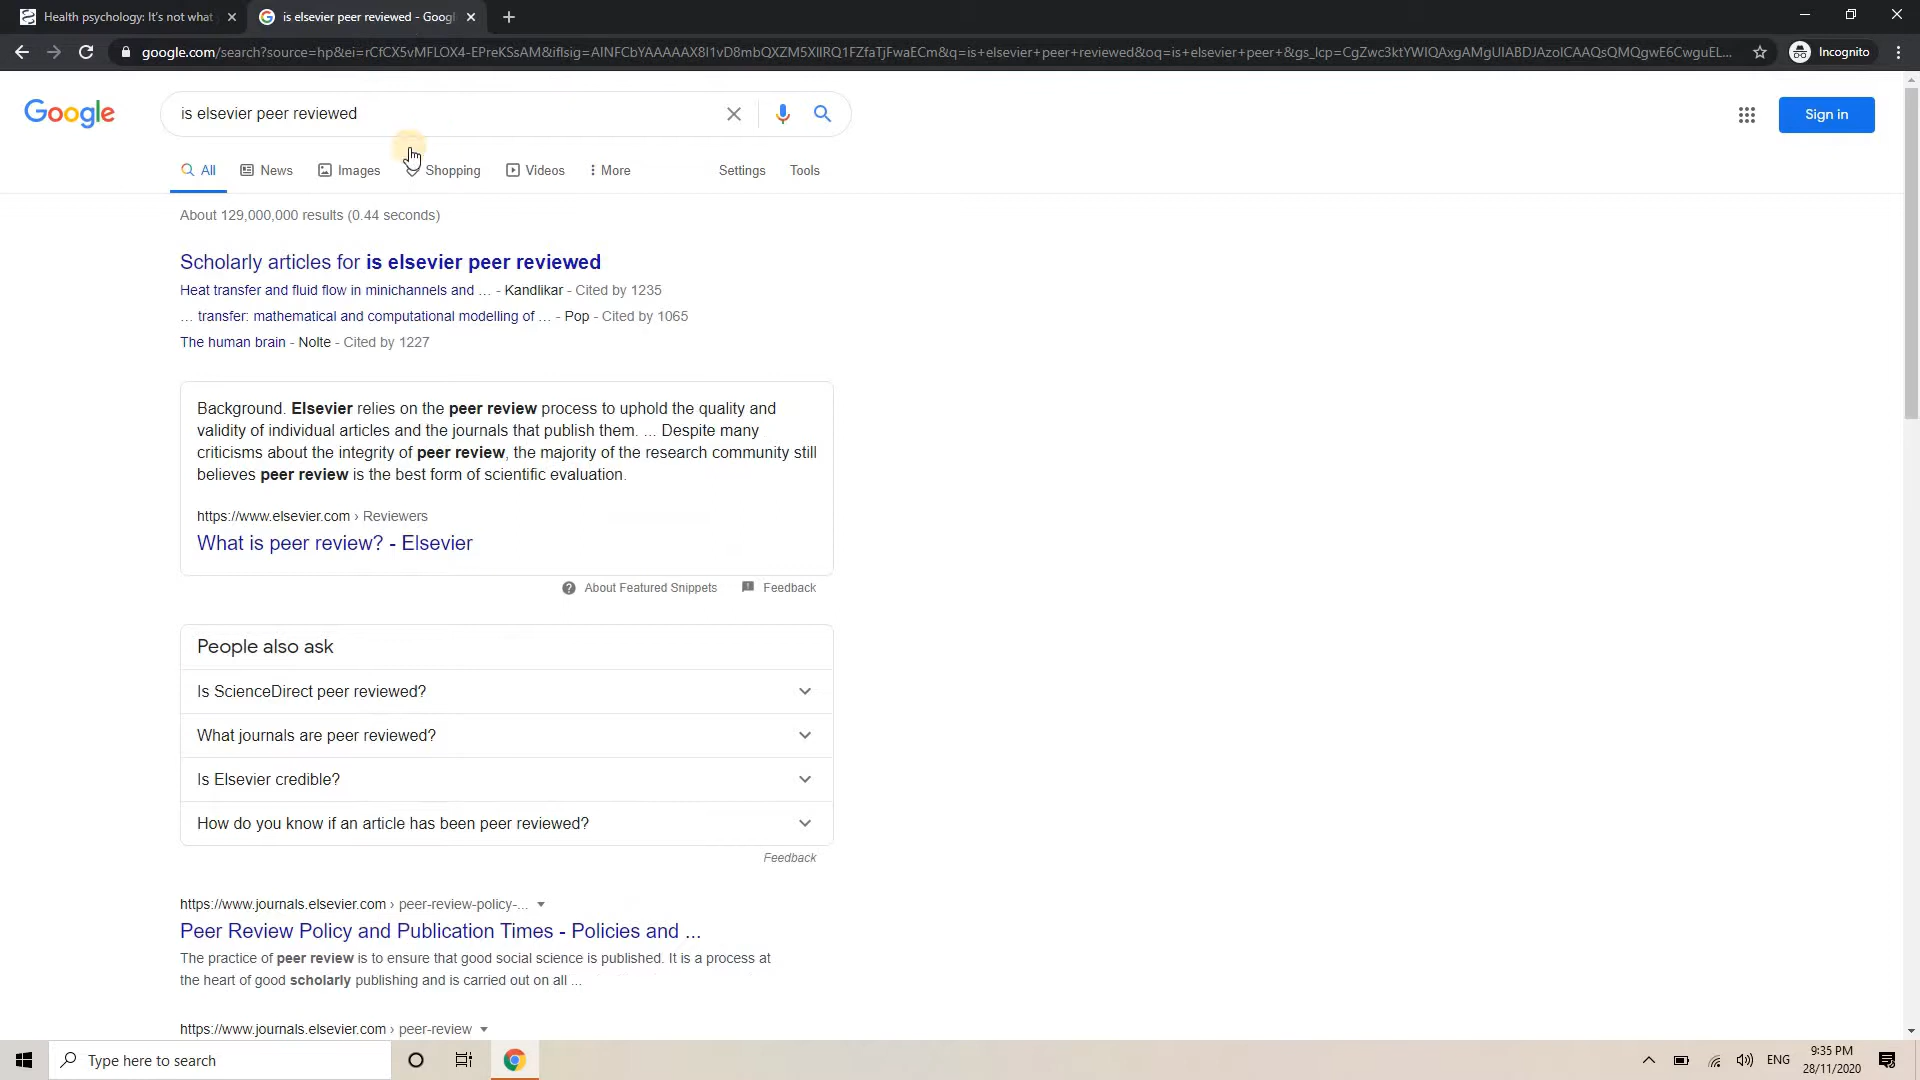 Health psychology: It's not what
is elsevier peer reviewed - Googl
google.com/search?source=hp&ei=rCfCX5vMFLOX4-EPreKSsAM&iflsig=AINFCbYAAAAAX8I1vD8mbQXZM5XllRQ1FZfaTjFwaECm&q=is+elsevier+peer+reviewed&oq=is+elsevier+peer+&gs_lcp=CgZwc3ktYWIQAxgAMgUIABDJAzoICAAQsQMQgwE6CwguEL...
Incognito
Google
is elsevier peer reviewed
Sign in
All
News
Images
Shopping
Videos
More
Settings
Tools
About 129,000,000 results (0.44 seconds)
Scholarly articles for is elsevier peer reviewed
Heat transfer and fluid flow in minichannels and ... - Kandlikar - Cited by 1235
... transfer: mathematical and computational modelling of ... - Pop - Cited by 1065
The human brain - Nolte - Cited by 1227
Background. Elsevier relies on the peer review process to uphold the quality and
validity of individual articles and the journals that publish them. ... Despite many
criticisms about the integrity of peer review, the majority of the research community still
believes peer review is the best form of scientific evaluation.
https://www.elsevier.com › Reviewers
What is peer review? - Elsevier
About Featured Snippets
Feedback
People also ask
Is ScienceDirect peer reviewed?
What journals are peer reviewed?
Is Elsevier credible?
How do you know if an article has been peer reviewed?
Feedback
https://www.journals.elsevier.com › peer-review-policy-...
Peer Review Policy and Publication Times - Policies and ...
The practice of peer review is to ensure that good social science is published. It is a process at
the heart of good scholarly publishing and is carried out on all ...
https://www.journals.elsevier.com › peer-review
Type here to search
ENG
9:35 PM
28/11/2020